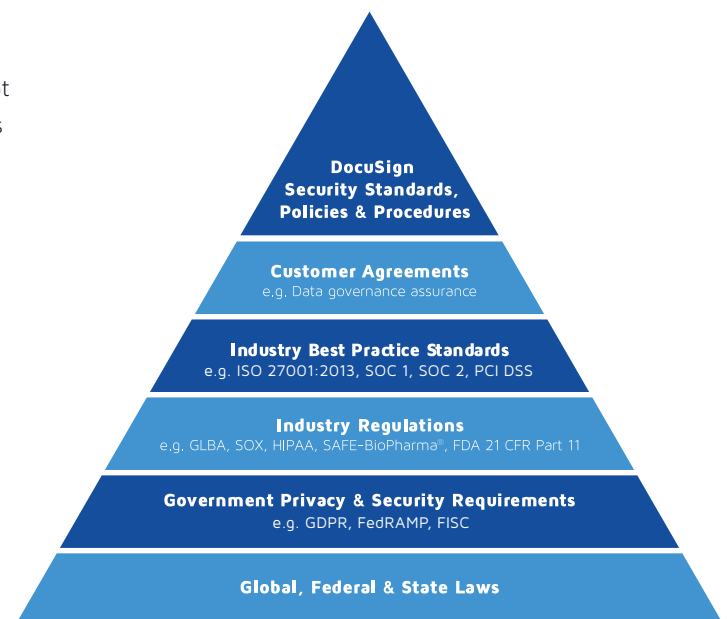 DocuSign
Security Standards,
Policies & Procedures
Customer Agreements
e.g. Data governance assurance
Industry Best Practice Standards
e.g. ISO 27001:2013, SOC 1, SOC 2, PCI DSS
Industry Regulations
e.g. GLBA, SOX, HIPAA, SAFE-BioPharma®, FDA 21 CFR Part 11
Government Privacy & Security Requirements
e.g. GDPR, FedRAMP, FISC
Global, Federal & State Laws